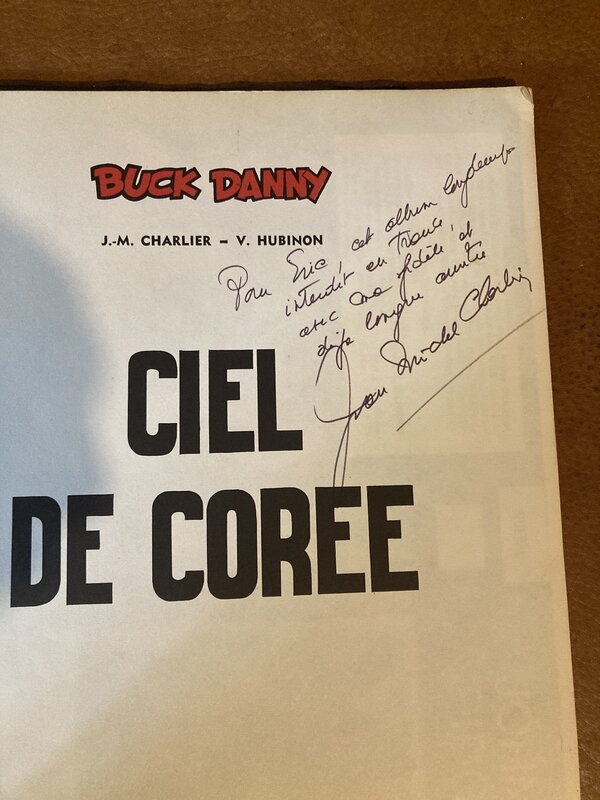 BUCK DANNY
J.-M. CHARLIER – V. HUBINON
Pour Eric, cet album longtemps
interdit en France,
avec ma fidèle et
déjà longue amitié
Jean Michel Charlier
CIEL
DE COREE